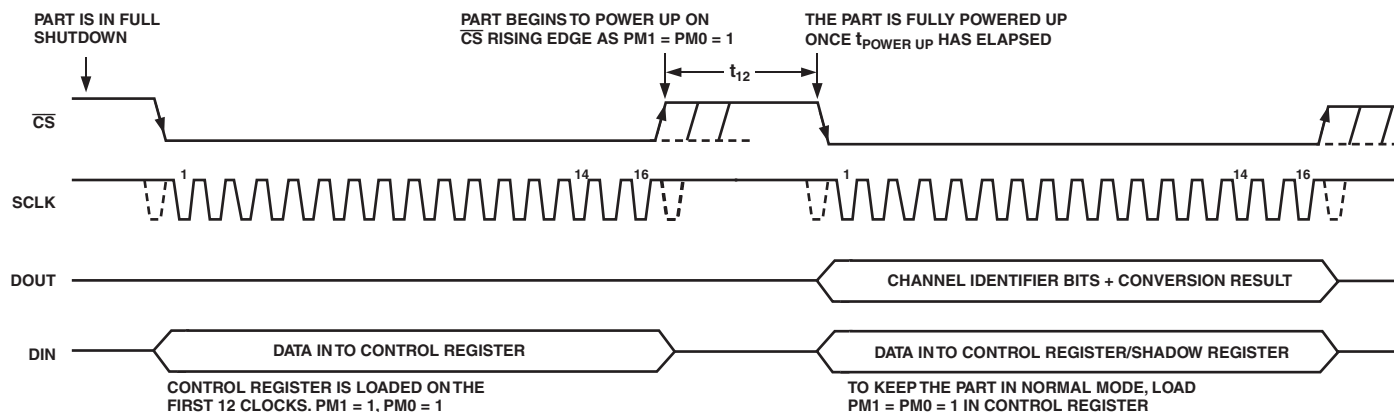 PART IS IN FULL
SHUTDOWN
PART BEGINS TO POWER UP ON
CS RISING EDGE AS PM1 = PM0 = 1
THE PART IS FULLY POWERED UP
ONCE tPOWER UP HAS ELAPSED
t12
CS
SCLK
1
14
16
1
14
16
DOUT
CHANNEL IDENTIFIER BITS + CONVERSION RESULT
DIN
DATA IN TO CONTROL REGISTER
DATA IN TO CONTROL REGISTER/SHADOW REGISTER
CONTROL REGISTER IS LOADED ON THE
FIRST 12 CLOCKS. PM1 = 1, PM0 = 1
TO KEEP THE PART IN NORMAL MODE, LOAD
PM1 = PM0 = 1 IN CONTROL REGISTER